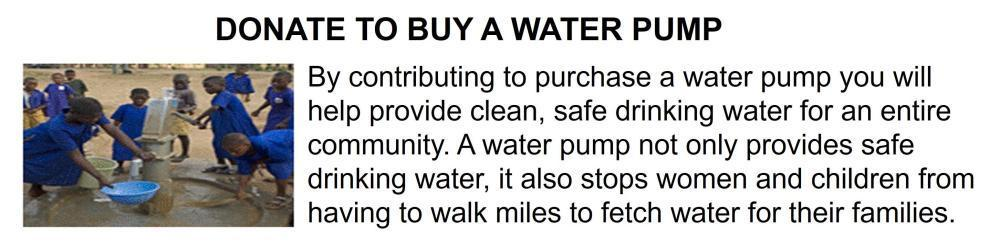 DONATE TO BUY A WATER PUMP
By contributing to purchase a water pump you will
help provide clean, safe drinking water for an entire
community. A water pump not only provides safe
drinking water, it also stops women and children from
having to walk miles to fetch water for their families.